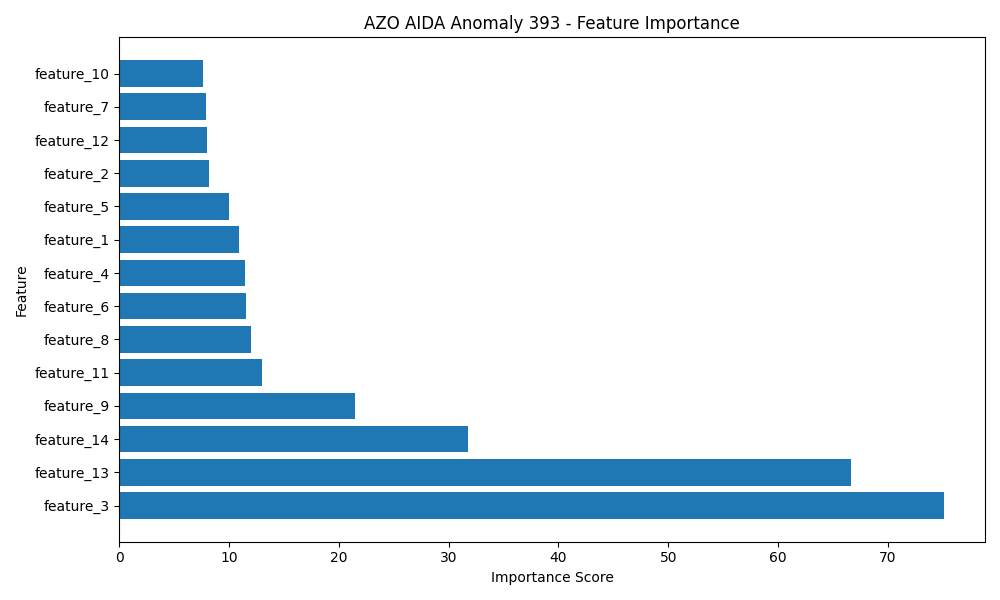 AZO AIDA Anomaly 393 - Feature Importance
feature_10
feature_7
feature_12
feature_2
feature_5
feature_1
feature_4
feature_6
feature_8
feature_11
feature_9
feature_14
feature_13
feature_3
Feature
0 10 20 30 40 50 60 70
Importance Score